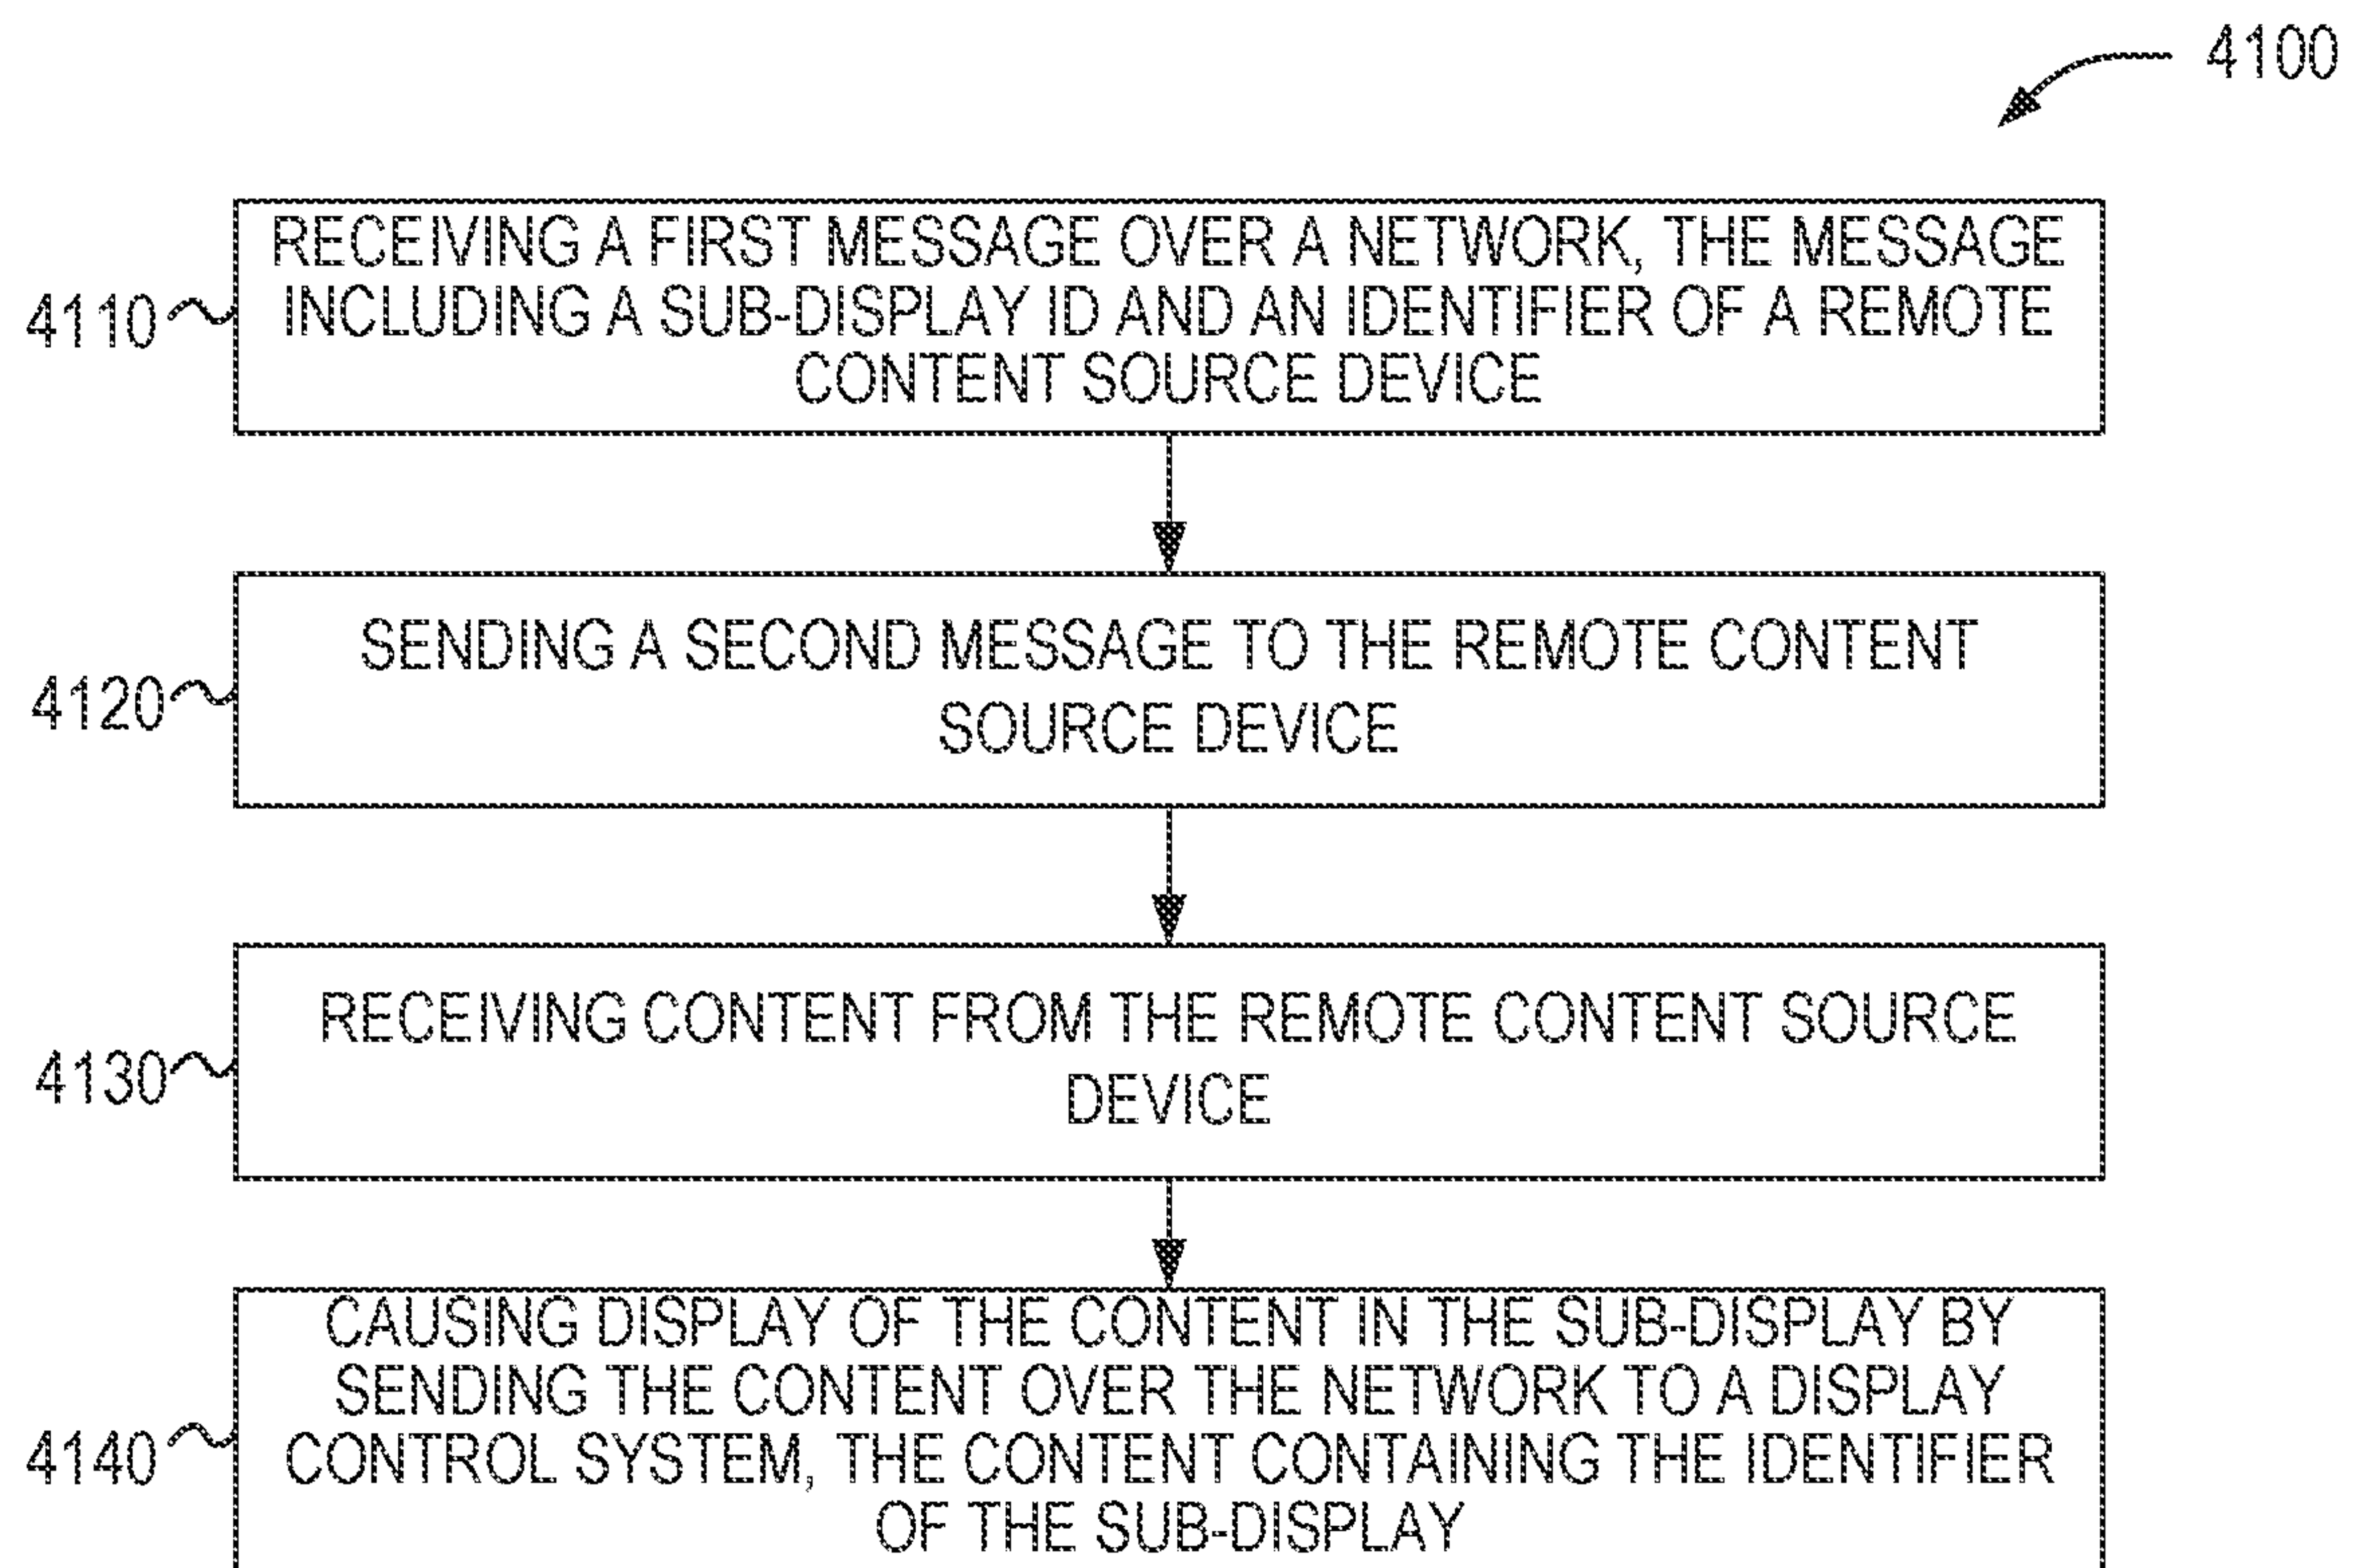 4100
RECEIVING A FIRST MESSAGE OVER A NETWORK, THE MESSAGE
INCLUDING A SUB-DISPLAY ID AND AN IDENTIFIER OF A REMOTE
CONTENT SOURCE DEVICE
4110
SENDING A SECOND MESSAGE TO THE REMOTE CONTENT
SOURCE DEVICE
4120
RECEIVING CONTENT FROM THE REMOTE CONTENT SOURCE
DEVICE
4130
CAUSING DISPLAY OF THE CONTENT IN THE SUB-DISPLAY BY
SENDING THE CONTENT OVER THE NETWORK TO A DISPLAY
CONTROL SYSTEM, THE CONTENT CONTAINING THE IDENTIFIER
OF THE SUB-DISPLAY
4140